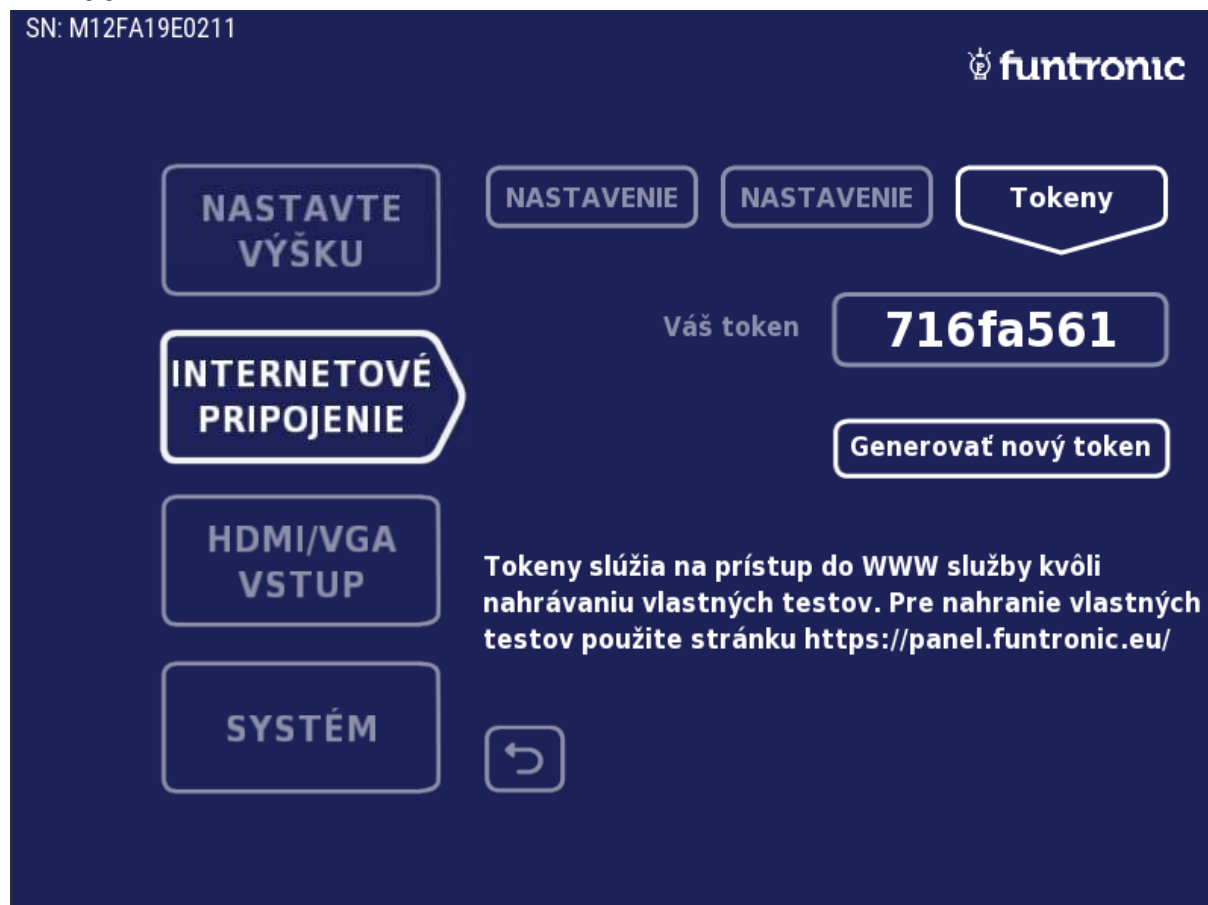 SN: M12FA19E0211
funtronic
NASTAVTE
VÝŠKU
INTERNETOVÉ
PRIPOJENIE
HDMI/VGA
VSTUP
SYSTÉM
NASTAVENIE
NASTAVENIE
Tokeny
Váš token
716fa561
Generovať nový token
Tokeny slúžia na prístup do WWW služby kvôli
nahrávaniu vlastných testov. Pre nahranie vlastných
testov použite stránku https://panel.funtronic.eu/